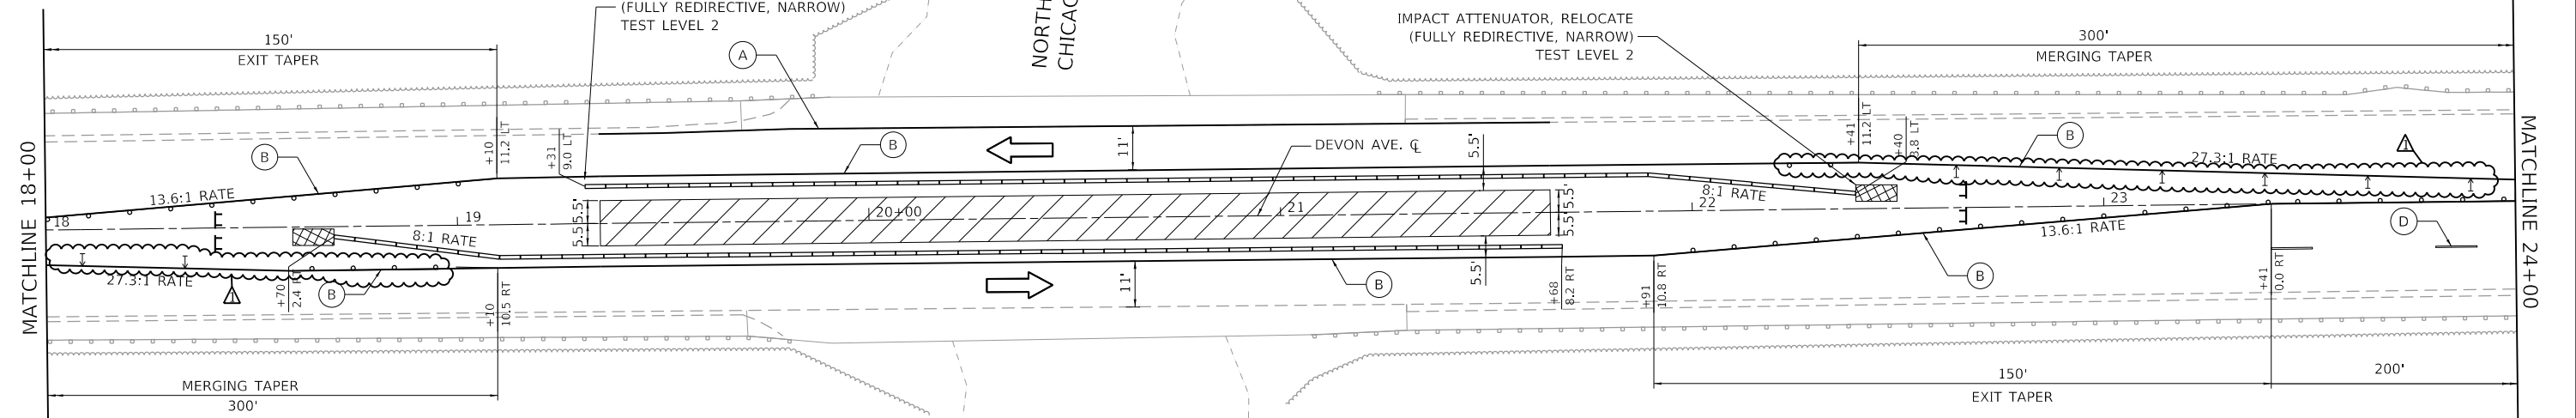 (FULLY REDIRECTIVE, NARROW)
TEST LEVEL 2
NORTH
IMPACT ATTENUATOR, RELOCATE
(FULLY REDIRECTIVE, NARROW)
TEST LEVEL 2
150'
EXIT TAPER
A
300'
MERGING TAPER
MATCHLINE 18+00
MATCHLINE 24+00
+10
11.2 LT
+31
9.0 LT
B
B
11'
DEVON AVE. ℄
5.5'
+41
11.2 LT
+40
8.8 LT
B
1
27.3:1 RATE
13.6:1 RATE
18
19
20+00
21
22
23
5.5'
5.5'
5.5'
5.5'
8:1 RATE
8:1 RATE
13.6:1 RATE
D
27.3:1 RATE
1
+70
B
+10
10.5 RT
11'
B
5.5'
+68
8.2 RT
+91
10.8 RT
B
+41
0.0 RT
MERGING TAPER
300'
150'
EXIT TAPER
200'